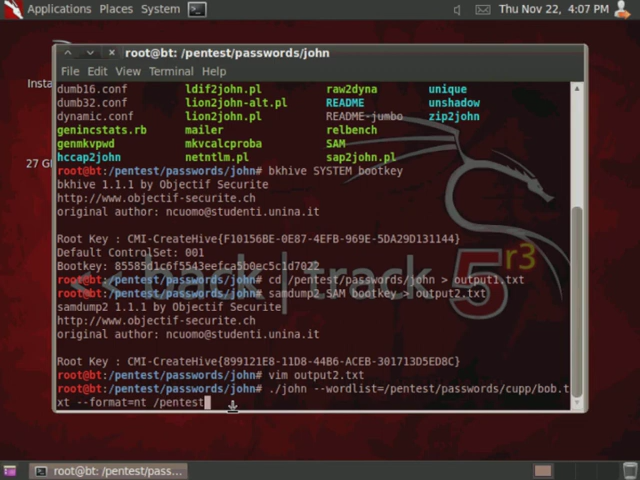 Applications Places System
Thu Nov 22, 4:07 PM
root@bt: /pentest/passwords/john
File Edit View Terminal Help
Insta
27 G
dumb16.conf ldif2john.pl raw2dyna unique
dumb32.conf lion2john-alt.pl README unshadow
dynamic.conf lion2john.pl README-jumbo zip2john
genincstats.rb mailer relbench
genmkvpwd mkvcalcproba SAM
hccap2john netntlm.pl sap2john.pl
root@bt:/pentest/passwords/john# bkhive SYSTEM bootkey
bkhive 1.1.1 by Objectif Securite
http://www.objectif-securite.ch
original author: ncuomo@studenti.unina.it
Root Key : CMI-CreateHive{F10156BE-0E87-4EFB-969E-5DA29D131144}
Default ControlSet: 001
Bootkey: 85585d1c6f5543eefca5b0ec5c1d7022
root@bt:/pentest/passwords/john# cd /pentest/passwords/john > output1.txt
root@bt:/pentest/passwords/john# samdump2 SAM bootkey > output2.txt
samdump2 1.1.1 by Objectif Securite
http://www.objectif-securite.ch
original author: ncuomo@studenti.unina.it
Root Key : CMI-CreateHive{899121E8-11D8-44B6-ACEB-301713D5ED8C}
root@bt:/pentest/passwords/john# vim output2.txt
root@bt:/pentest/passwords/john# ./john --wordlist=/pentest/passwords/cupp/bob.t
xt --format=nt /pentest
<< back | track 5 r3
root@bt: /pentest/pass...